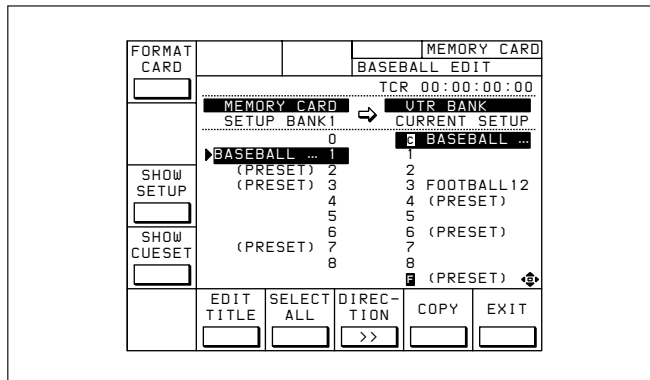 FORMAT CARD
MEMORY CARD
BASEBALL EDIT
TCR 00:00:00:00
MEMORY CARD ⇨ VTR BANK
SETUP BANK1 CURRENT SETUP
0 C BASEBALL …
▶BASEBALL … 1 1
(PRESET) 2 2
(PRESET) 3 3 FOOTBALL12
4 4 (PRESET)
5 5
6 6 (PRESET)
(PRESET) 7 7
8 8
F (PRESET)
SHOW SETUP
SHOW CUESET
EDIT TITLE
SELECT ALL
DIREC-TION
>>
COPY
EXIT